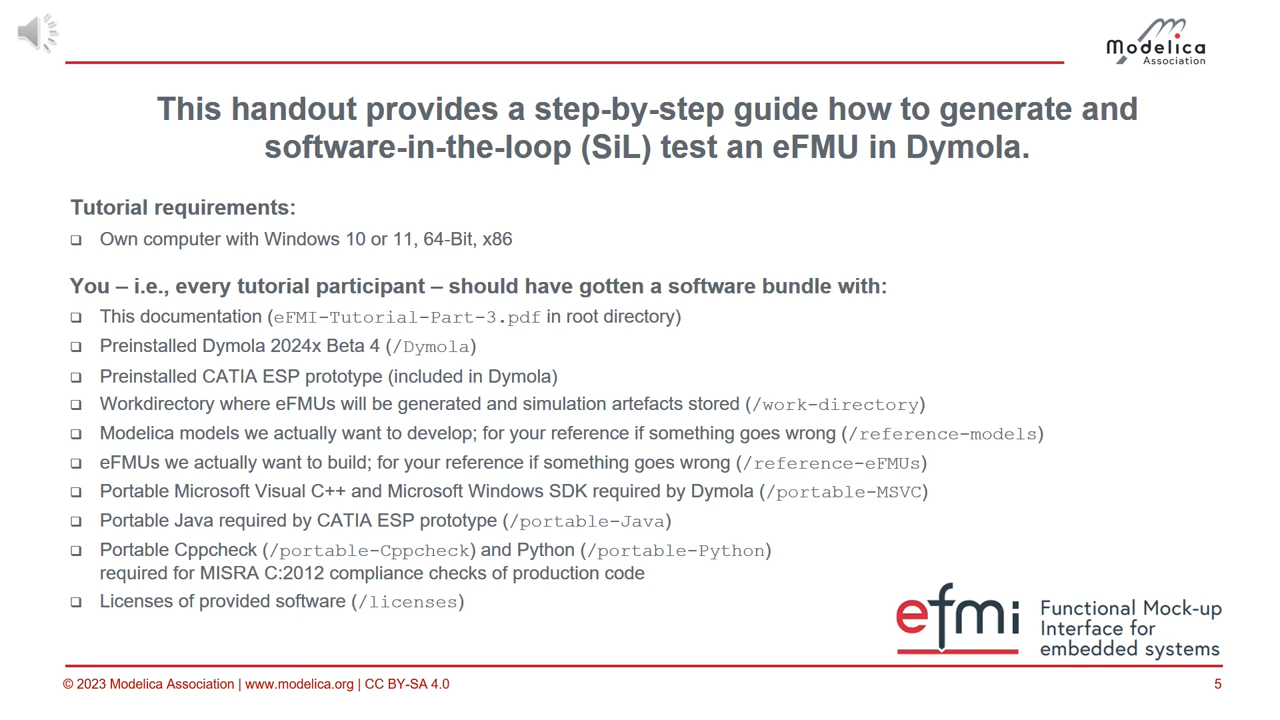 Modelica
Association
This handout provides a step-by-step guide how to generate and
software-in-the-loop (SiL) test an eFMU in Dymola.
Tutorial requirements:
❑ Own computer with Windows 10 or 11, 64-Bit, x86
You – i.e., every tutorial participant – should have gotten a software bundle with:
❑ This documentation (eFMI-Tutorial-Part-3.pdf in root directory)
❑ Preinstalled Dymola 2024x Beta 4 (/Dymola)
❑ Preinstalled CATIA ESP prototype (included in Dymola)
❑ Workdirectory where eFMUs will be generated and simulation artefacts stored (/work-directory)
❑ Modelica models we actually want to develop; for your reference if something goes wrong (/reference-models)
❑ eFMUs we actually want to build; for your reference if something goes wrong (/reference-eFMUs)
❑ Portable Microsoft Visual C++ and Microsoft Windows SDK required by Dymola (/portable-MSVC)
❑ Portable Java required by CATIA ESP prototype (/portable-Java)
❑ Portable Cppcheck (/portable-Cppcheck) and Python (/portable-Python)
required for MISRA C:2012 compliance checks of production code
❑ Licenses of provided software (/licenses)
efmi
Functional Mock-up
Interface for
embedded systems
© 2023 Modelica Association | www.modelica.org | CC BY-SA 4.0
5